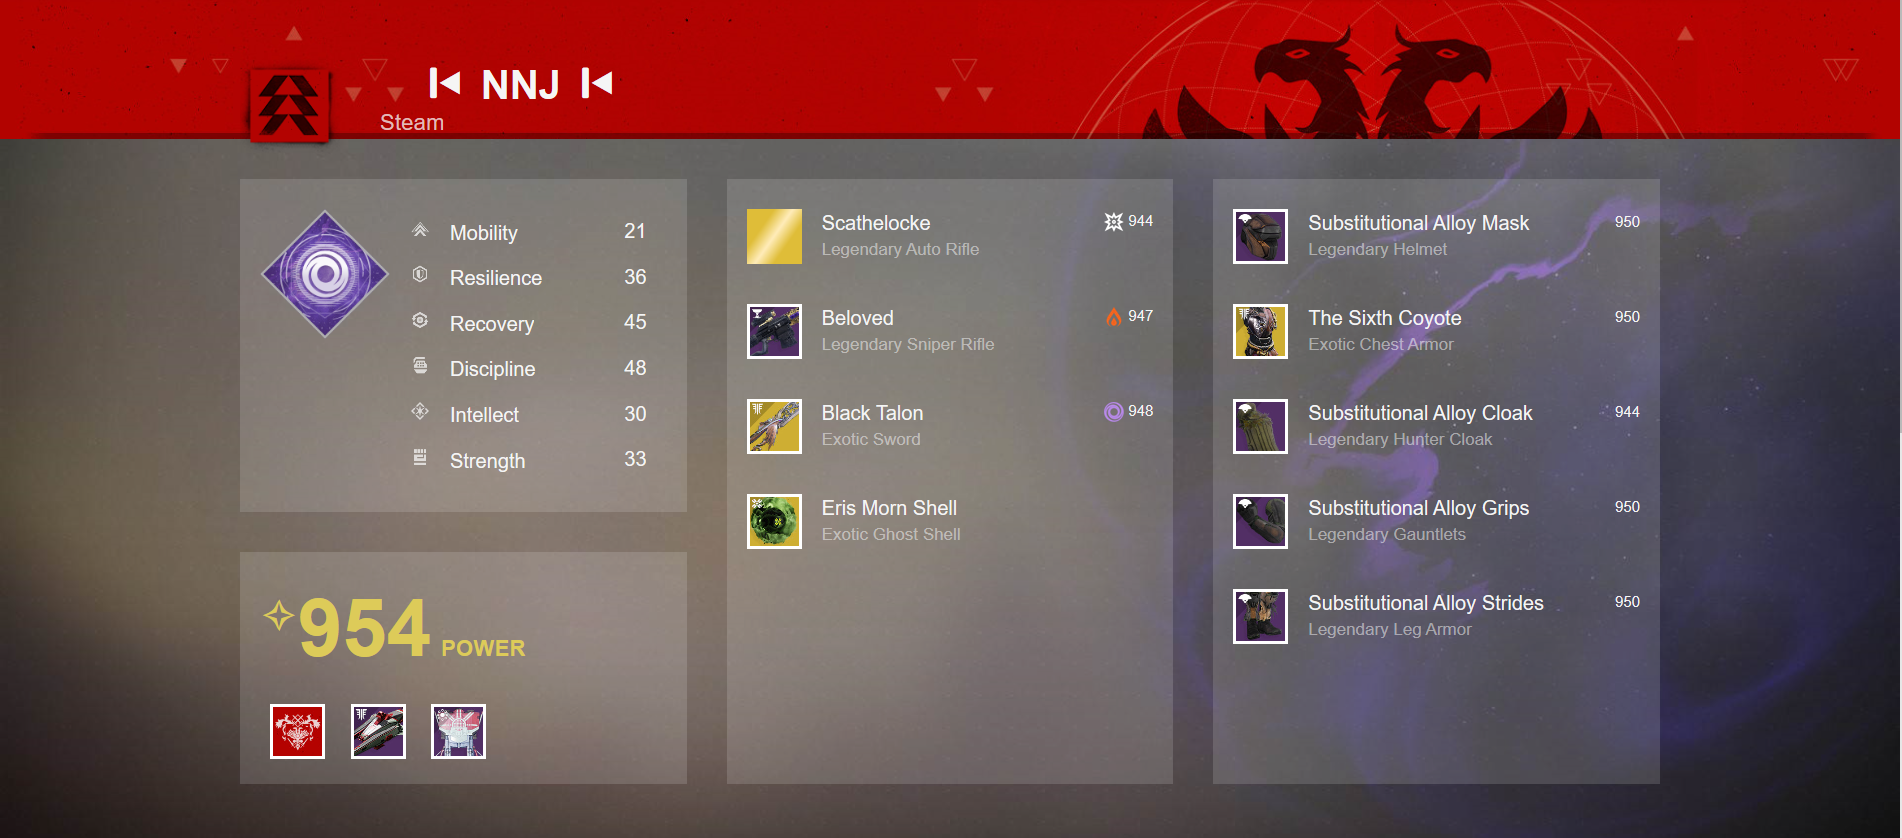 NNJ
Steam
Mobility 21
Resilience 36
Recovery 45
Discipline 48
Intellect 30
Strength 33
954 POWER
Scathelocke 944
Legendary Auto Rifle
Beloved 947
Legendary Sniper Rifle
Black Talon 948
Exotic Sword
Eris Morn Shell
Exotic Ghost Shell
Substitutional Alloy Mask 950
Legendary Helmet
The Sixth Coyote 950
Exotic Chest Armor
Substitutional Alloy Cloak 944
Legendary Hunter Cloak
Substitutional Alloy Grips 950
Legendary Gauntlets
Substitutional Alloy Strides 950
Legendary Leg Armor